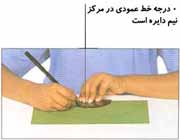 ۰ درجه خط عمودی در مرکز
نیم دایره است